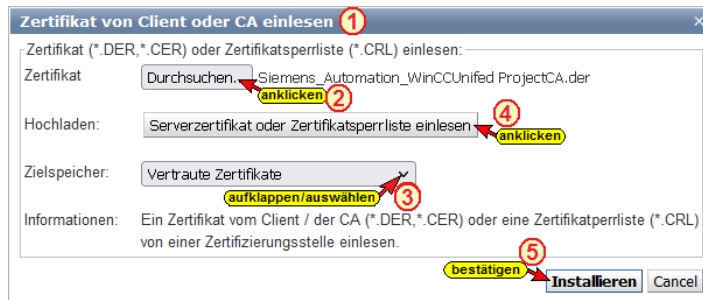 Zertifikat von Client oder CA einlesen 1 ×
Zertifikat (*.DER,*.CER) oder Zertifikatsperrliste (*.CRL) einlesen:
Zertifikat Durchsuchen... Siemens_Automation_WinCCUnifed ProjectCA.der
anklicken 2
4
Hochladen: Serverzertifikat oder Zertifikatsperrliste einlesen
anklicken
Zielspeicher: Vertraute Zertifikate
aufklappen/auswählen 3
Informationen: Ein Zertifikat vom Client / der CA (*.DER,*.CER) oder eine Zertifikatperrliste (*.CRL)
von einer Zertifizierungsstelle einlesen.
5
bestätigen
Installieren Cancel